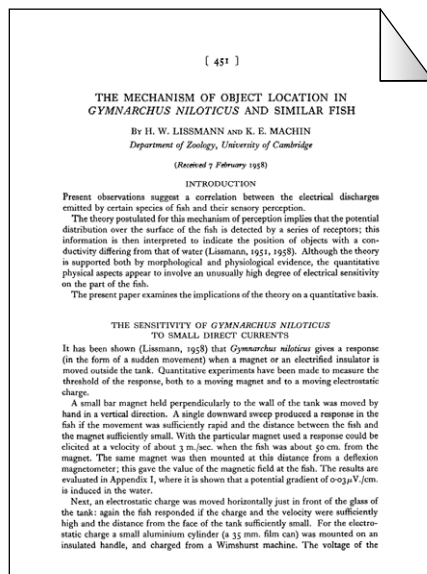 [ 451 ]
THE MECHANISM OF OBJECT LOCATION IN
GYMNARCHUS NILOTICUS AND SIMILAR FISH
BY H. W. LISSMANN AND K. E. MACHIN
Department of Zoology, University of Cambridge
(Received 7 February 1958)
INTRODUCTION
Present observations suggest a correlation between the electrical discharges
emitted by certain species of fish and their sensory perception.
The theory postulated for this mechanism of perception implies that the potential
distribution over the surface of the fish is detected by a series of receptors; this
information is then interpreted to indicate the position of objects with a con-
ductivity differing from that of water (Lissmann, 1951, 1958). Although the theory
is supported both by morphological and physiological evidence, the quantitative
physical aspects appear to involve an unusually high degree of electrical sensitivity
on the part of the fish.
The present paper examines the implications of the theory on a quantitative basis.
THE SENSITIVITY OF GYMNARCHUS NILOTICUS
TO SMALL DIRECT CURRENTS
It has been shown (Lissmann, 1958) that Gymnarchus niloticus gives a response
(in the form of a sudden movement) when a magnet or an electrified insulator is
moved outside the tank. Quantitative experiments have been made to measure the
threshold of the response, both to a moving magnet and to a moving electrostatic
charge.
A small bar magnet held perpendicularly to the wall of the tank was moved by
hand in a vertical direction. A single downward sweep produced a response in the
fish if the movement was sufficiently rapid and the distance between the fish and
the magnet sufficiently small. With the particular magnet used a response could be
elicited at a velocity of about 3 m./sec. when the fish was about 50 cm. from the
magnet. The same magnet was then mounted at this distance from a deflexion
magnetometer; this gave the value of the magnetic field at the fish. The results are
evaluated in Appendix I, where it is shown that a potential gradient of 0·03μV./cm.
is induced in the water.
Next, an electrostatic charge was moved horizontally just in front of the glass of
the tank: again the fish responded if the charge and the velocity were sufficiently
high and the distance from the face of the tank sufficiently small. For the electro-
static charge a small aluminium cylinder (a 35 mm. film can) was mounted on an
insulated handle, and charged from a Wimshurst machine. The voltage of the